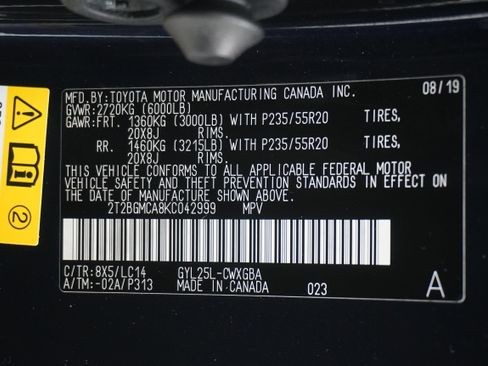 MFD.BY:TOYOTA MOTOR MANUFACTURING CANADA INC. 08/19
GVWR:2720KG (6000LB)
GAWR:FRT. 1360KG (3000LB) WITH P235/55R20 TIRES,
20X8J RIMS.
RR. 1460KG (3215LB) WITH P235/55R20 TIRES,
20X8J RIMS.
THIS VEHICLE CONFORMS TO ALL APPLICABLE FEDERAL MOTOR
VEHICLE SAFETY AND THEFT PREVENTION STANDARDS IN EFFECT ON
THE DATE OF MANUFACTURE SHOWN ABOVE.
2T2BGMCA8KC042999 MPV
C/TR:8X5/LC14 GYL25L-CWXGBA
A/TM:-02A/P313 MADE IN CANADA 023 A
2